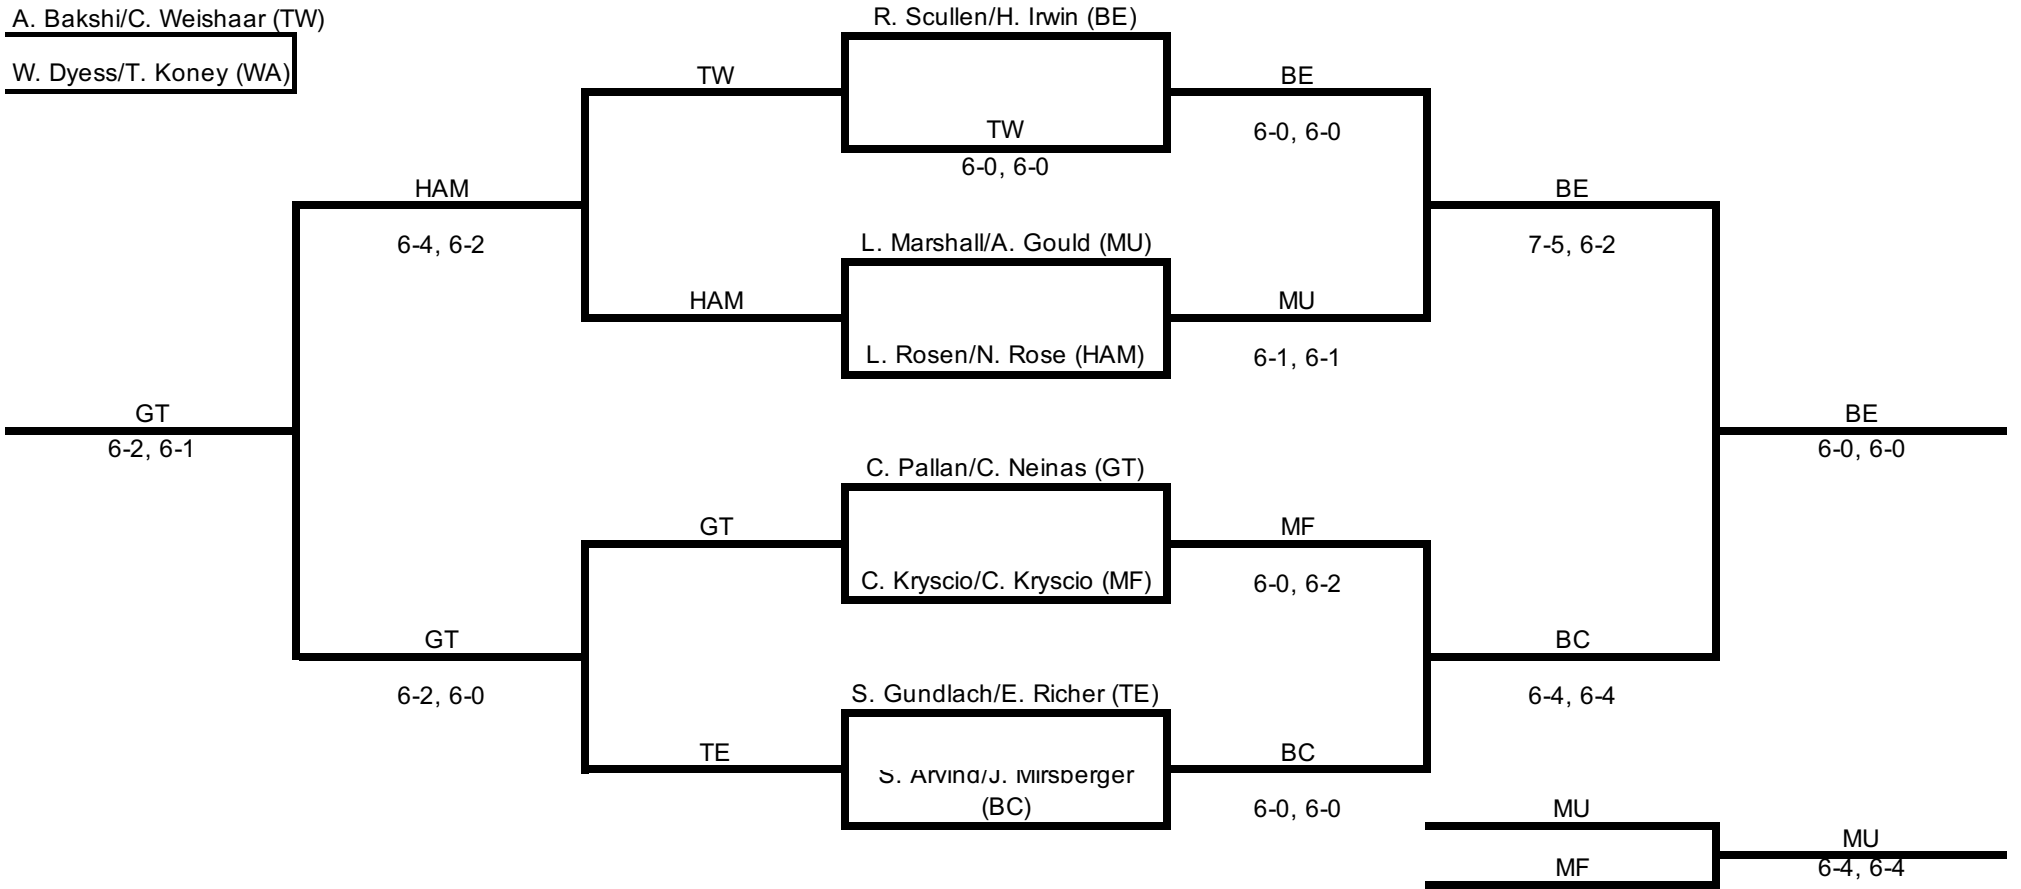 A. Bakshi/C. Weishaar (TW)
R. Scullen/H. Irwin (BE)
W. Dyess/T. Koney (WA)
TW
BE
TW
6-0, 6-0
6-0, 6-0
HAM
BE
6-4, 6-2
L. Marshall/A. Gould (MU)
7-5, 6-2
HAM
MU
L. Rosen/N. Rose (HAM)
6-1, 6-1
GT
BE
6-2, 6-1
6-0, 6-0
C. Pallan/C. Neinas (GT)
GT
MF
C. Kryscio/C. Kryscio (MF)
6-0, 6-2
GT
BC
6-2, 6-0
S. Gundlach/E. Richer (TE)
6-4, 6-4
TE
BC
S. Arvind/J. Mirsberger
(BC)
6-0, 6-0
MU
MU
MF
6-4, 6-4